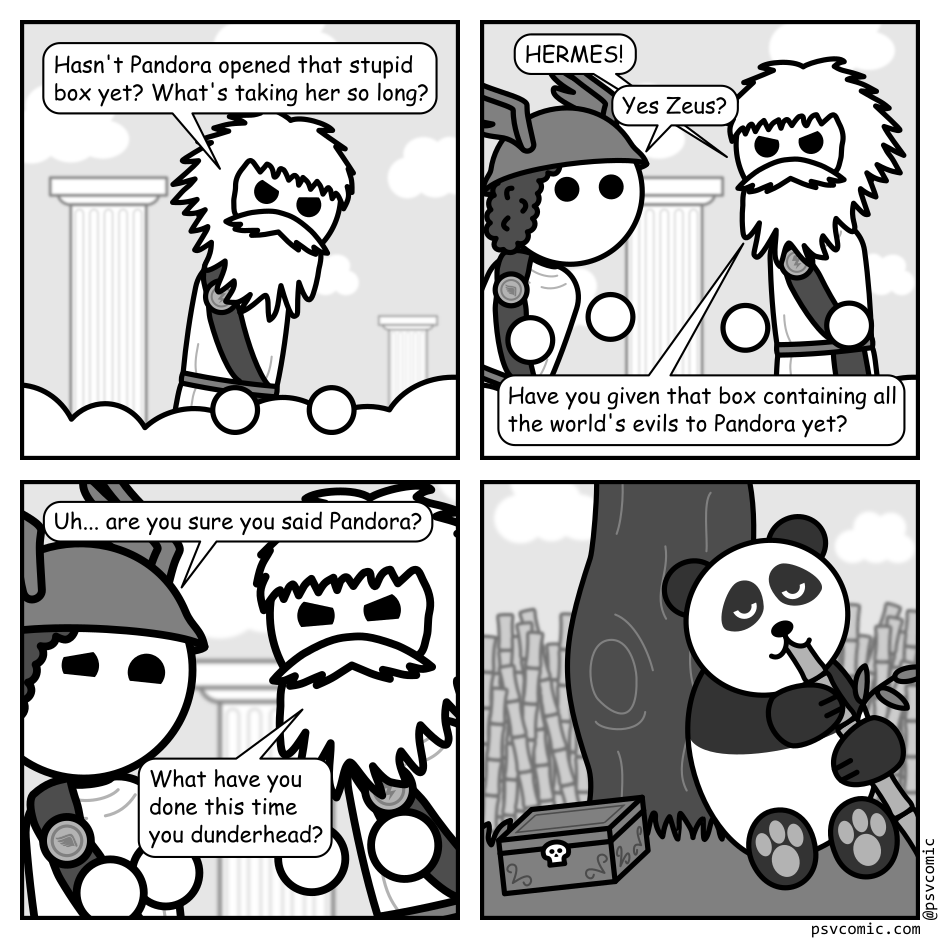 Hasn't Pandora opened that stupid
box yet? What's taking her so long?
HERMES!
Yes Zeus?
Have you given that box containing all
the world's evils to Pandora yet?
Uh... are you sure you said Pandora?
What have you
done this time
you dunderhead?
@psvcomic
psvcomic.com